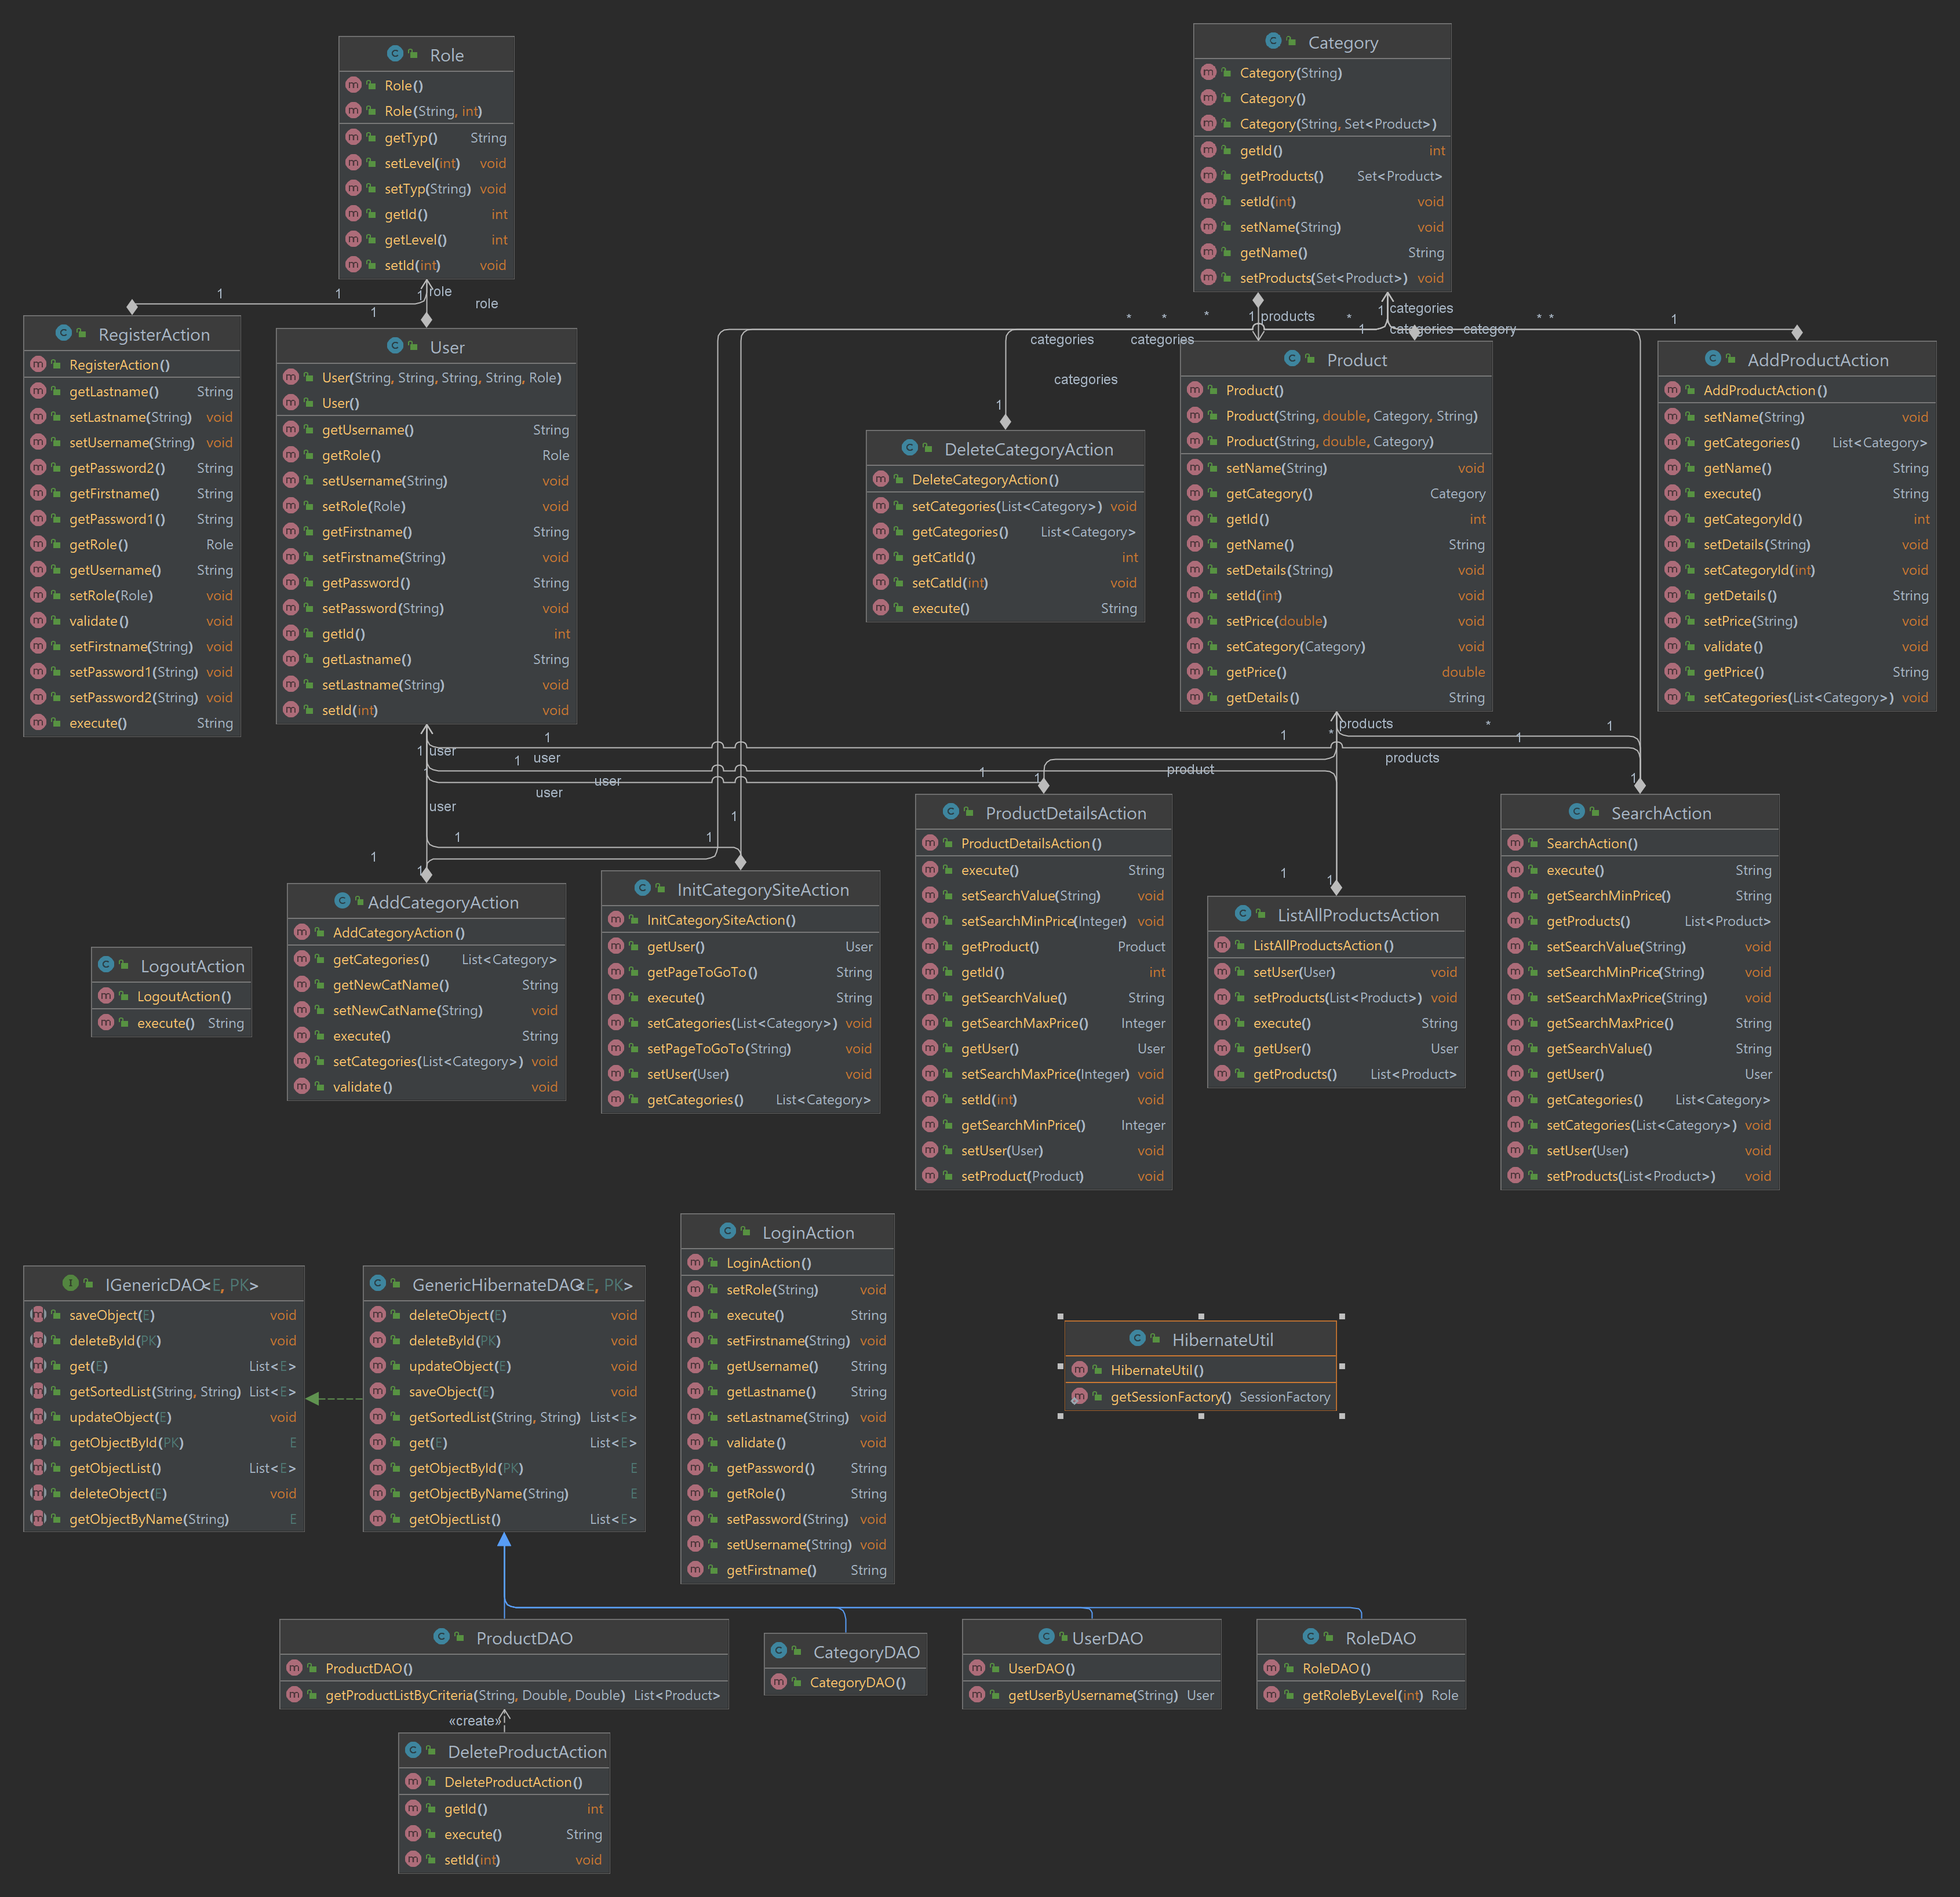 Role
Role()
Role(String, int)
getTyp() String
setLevel(int) void
setTyp(String) void
getId() int
getLevel() int
setId(int) void
Category
Category(String)
Category()
Category(String, Set<Product>)
getId() int
getProducts() Set<Product>
setId(int) void
setName(String) void
getName() String
setProducts(Set<Product>) void
1
1
1
role
1
role
1
products
*
*
*
*
1
1
categories
categories
category
*
*
1
categories
categories
categories
1
RegisterAction
RegisterAction()
getLastname() String
setLastname(String) void
setUsername(String) void
getPassword2() String
getFirstname() String
getPassword1() String
getRole() Role
getUsername() String
setRole(Role) void
validate() void
setFirstname(String) void
setPassword1(String) void
setPassword2(String) void
execute() String
User
User(String, String, String, String, Role)
User()
getUsername() String
getRole() Role
setUsername(String) void
setRole(Role) void
getFirstname() String
setFirstname(String) void
getPassword() String
setPassword(String) void
getId() int
getLastname() String
setLastname(String) void
setId(int) void
DeleteCategoryAction
DeleteCategoryAction()
setCategories(List<Category>) void
getCategories() List<Category>
getCatId() int
setCatId(int) void
execute() String
Product
Product()
Product(String, double, Category, String)
Product(String, double, Category)
setName(String) void
getCategory() Category
getId() int
getName() String
setDetails(String) void
setId(int) void
setPrice(double) void
setCategory(Category) void
getPrice() double
getDetails() String
AddProductAction
AddProductAction()
setName(String) void
getCategories() List<Category>
getName() String
execute() String
getCategoryId() int
setDetails(String) void
setCategoryId(int) void
getDetails() String
setPrice(String) void
validate() void
getPrice() String
setCategories(List<Category>) void
products
*
1
1
1
1
*
1
user
1
user
products
1
user
1
product
1
1
user
user
1
1
1
1
1
1
1
LogoutAction
LogoutAction()
execute() String
AddCategoryAction
AddCategoryAction()
getCategories() List<Category>
getNewCatName() String
setNewCatName(String) void
execute() String
setCategories(List<Category>) void
validate() void
InitCategorySiteAction
InitCategorySiteAction()
getUser() User
getPageToGoTo() String
execute() String
setCategories(List<Category>) void
setPageToGoTo(String) void
setUser(User) void
getCategories() List<Category>
ProductDetailsAction
ProductDetailsAction()
execute() String
setSearchValue(String) void
setSearchMinPrice(Integer) void
getProduct() Product
getId() int
getSearchValue() String
getSearchMaxPrice() Integer
getUser() User
setSearchMaxPrice(Integer) void
setId(int) void
getSearchMinPrice() Integer
setUser(User) void
setProduct(Product) void
ListAllProductsAction
ListAllProductsAction()
setUser(User) void
setProducts(List<Product>) void
execute() String
getUser() User
getProducts() List<Product>
SearchAction
SearchAction()
execute() String
getSearchMinPrice() String
getProducts() List<Product>
setSearchValue(String) void
setSearchMinPrice(String) void
setSearchMaxPrice(String) void
getSearchMaxPrice() String
getSearchValue() String
getUser() User
getCategories() List<Category>
setCategories(List<Category>) void
setUser(User) void
setProducts(List<Product>) void
IGenericDAO<E, PK>
saveObject(E) void
deleteById(PK) void
get(E) List<E>
getSortedList(String, String) List<E>
updateObject(E) void
getObjectById(PK) E
getObjectList() List<E>
deleteObject(E) void
getObjectByName(String) E
GenericHibernateDAO<E, PK>
deleteObject(E) void
deleteById(PK) void
updateObject(E) void
saveObject(E) void
getSortedList(String, String) List<E>
get(E) List<E>
getObjectById(PK) E
getObjectByName(String) E
getObjectList() List<E>
LoginAction
LoginAction()
setRole(String) void
execute() String
setFirstname(String) void
getUsername() String
getLastname() String
setLastname(String) void
validate() void
getPassword() String
getRole() String
setPassword(String) void
setUsername(String) void
getFirstname() String
HibernateUtil
HibernateUtil()
getSessionFactory() SessionFactory
ProductDAO
ProductDAO()
getProductListByCriteria(String, Double, Double) List<Product>
CategoryDAO
CategoryDAO()
UserDAO
UserDAO()
getUserByUsername(String) User
RoleDAO
RoleDAO()
getRoleByLevel(int) Role
«create»
DeleteProductAction
DeleteProductAction()
getId() int
execute() String
setId(int) void